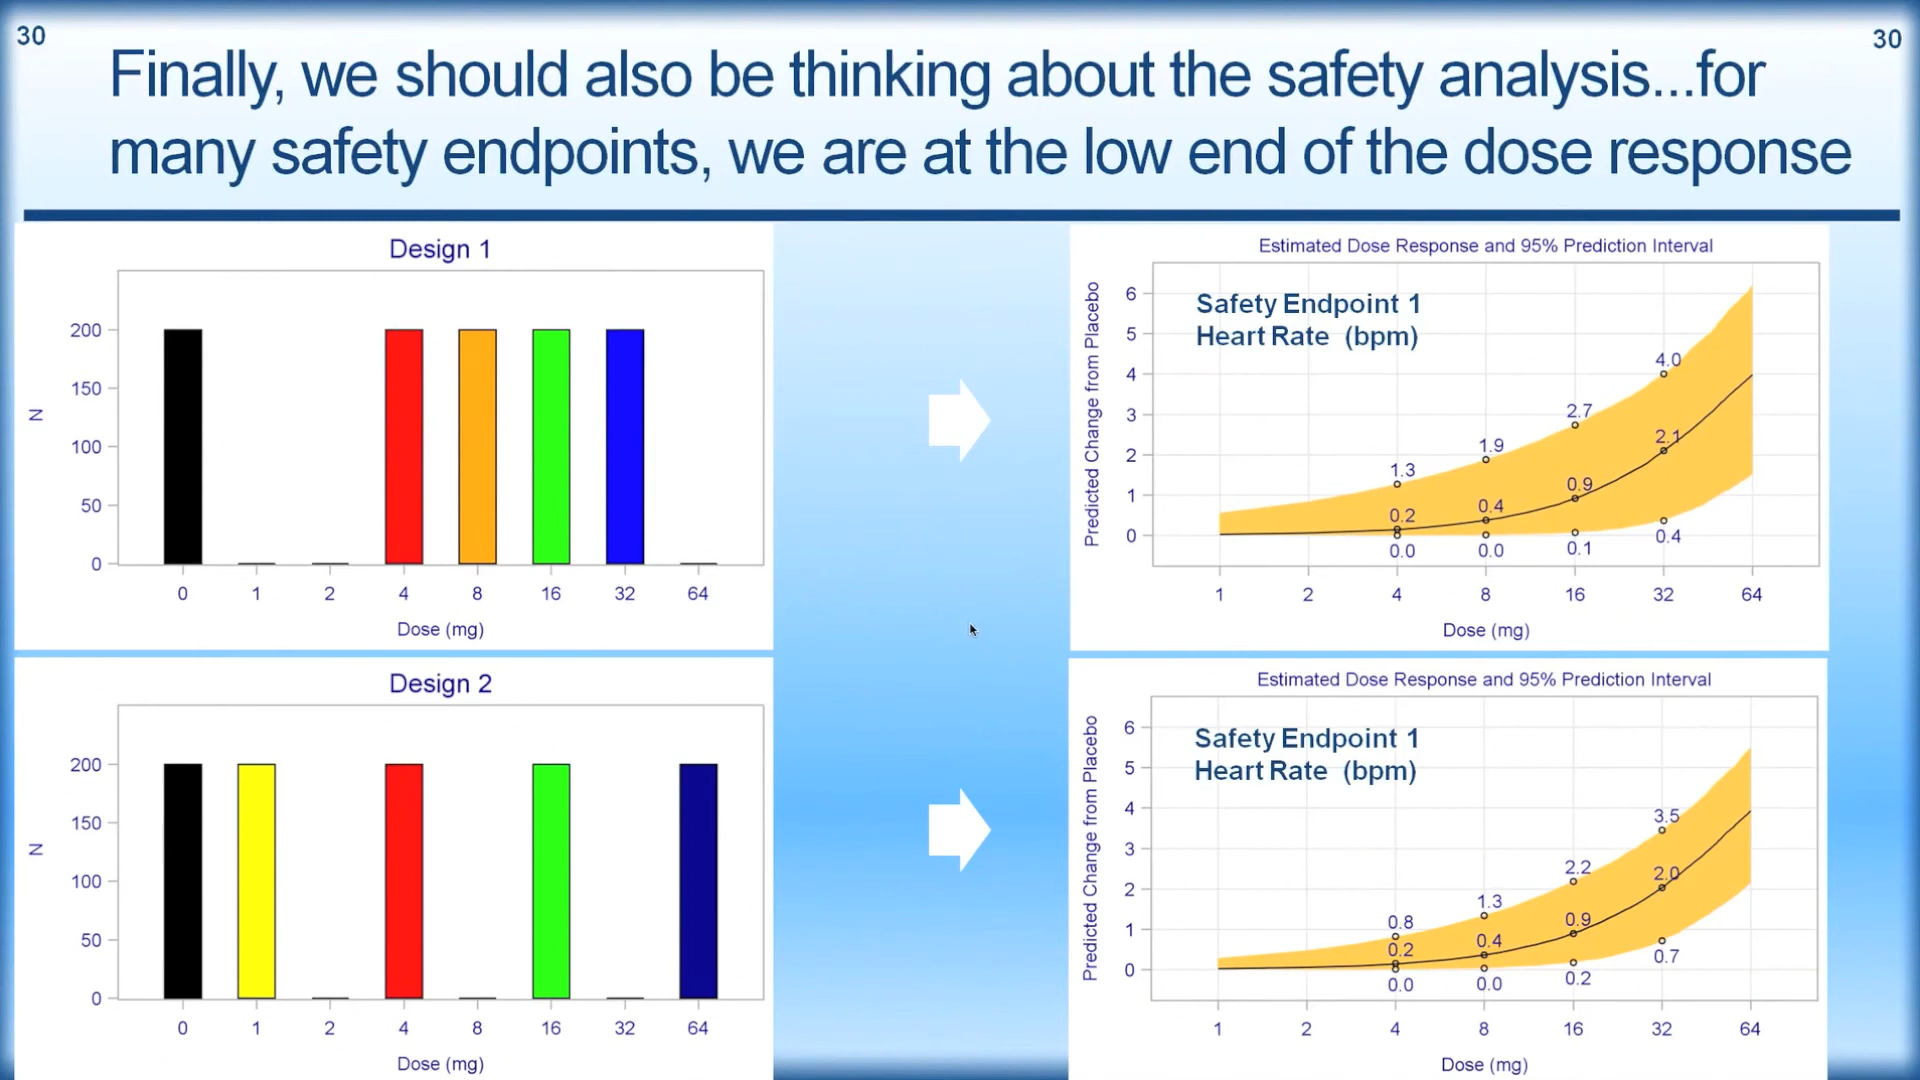 30
30
Finally, we should also be thinking about the safety analysis...for
many safety endpoints, we are at the low end of the dose response
Design 1
N
200
150
100
50
0
0 1 2 4 8 16 32 64
Dose (mg)
Estimated Dose Response and 95% Prediction Interval
Safety Endpoint 1
Heart Rate (bpm)
Predicted Change from Placebo
6
5
4
3
2
1
0
1.3 1.9 2.7 4.0
0.2 0.4 0.9 2.1
0.0 0.0 0.1 0.4
1 2 4 8 16 32 64
Dose (mg)
Design 2
N
200
150
100
50
0
0 1 2 4 8 16 32 64
Dose (mg)
Estimated Dose Response and 95% Prediction Interval
Safety Endpoint 1
Heart Rate (bpm)
Predicted Change from Placebo
6
5
4
3
2
1
0
0.8 1.3 2.2 3.5
0.2 0.4 0.9 2.0
0.0 0.0 0.2 0.7
1 2 4 8 16 32 64
Dose (mg)